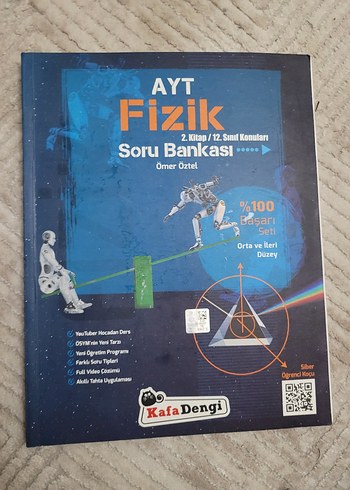 AYT
Fizik
2. Kitap / 12. Sınıf Konuları
Soru Bankası
Ömer Öztel
%100
Başarı
Seti
Orta ve İleri
Düzey
YouTuber Hocadan Ders
ÖSYM'nin Yeni Tarzı
Yeni Öğretim Programı
Farklı Soru Tipleri
Full Video Çözümü
Akıllı Tahta Uygulaması
Siber
Öğrenci Koçu
KafaDengi